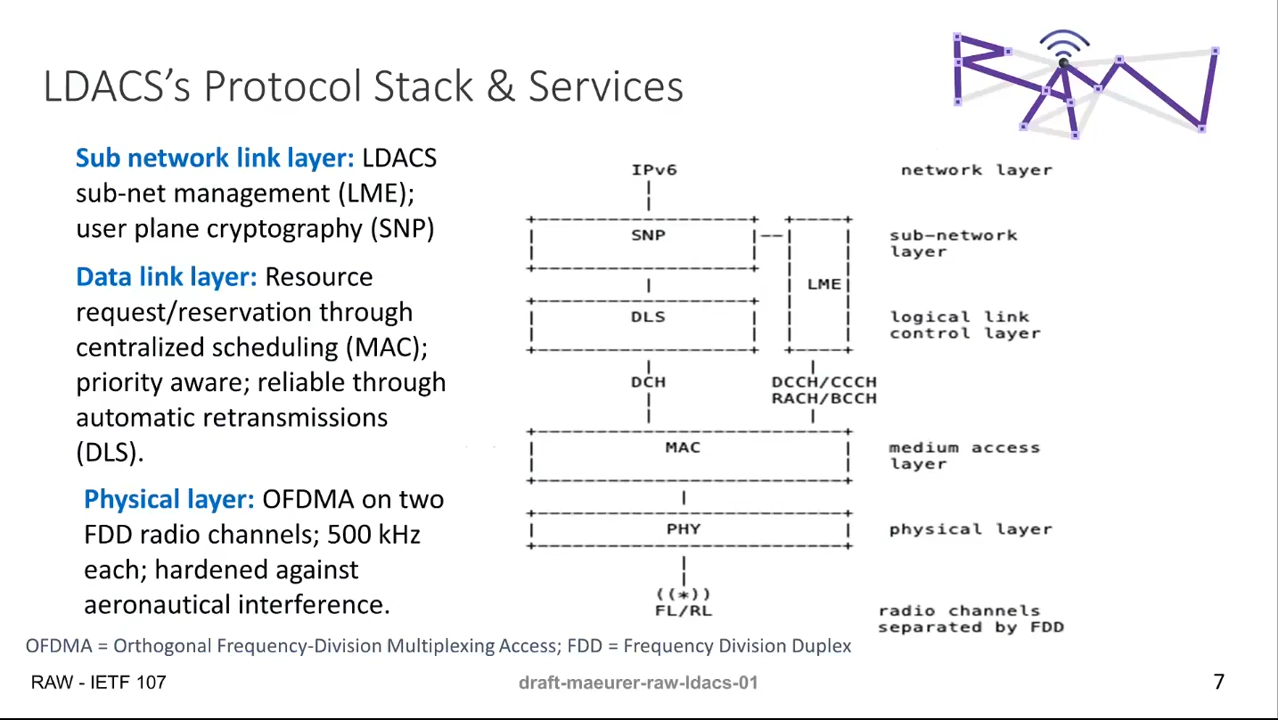 LDACS's Protocol Stack & Services
Sub network link layer: LDACS
sub-net management (LME);
user plane cryptography (SNP)
Data link layer: Resource
request/reservation through
centralized scheduling (MAC);
priority aware; reliable through
automatic retransmissions
(DLS).
Physical layer: OFDMA on two
FDD radio channels; 500 kHz
each; hardened against
aeronautical interference.
IPv6
network layer
SNP
sub-network
layer
LME
DLS
logical link
control layer
DCH
DCCH/CCCH
RACH/BCCH
MAC
medium access
layer
PHY
physical layer
((*))
FL/RL
radio channels
separated by FDD
OFDMA = Orthogonal Frequency-Division Multiplexing Access; FDD = Frequency Division Duplex
RAW - IETF 107
draft-maeurer-raw-ldacs-01
7